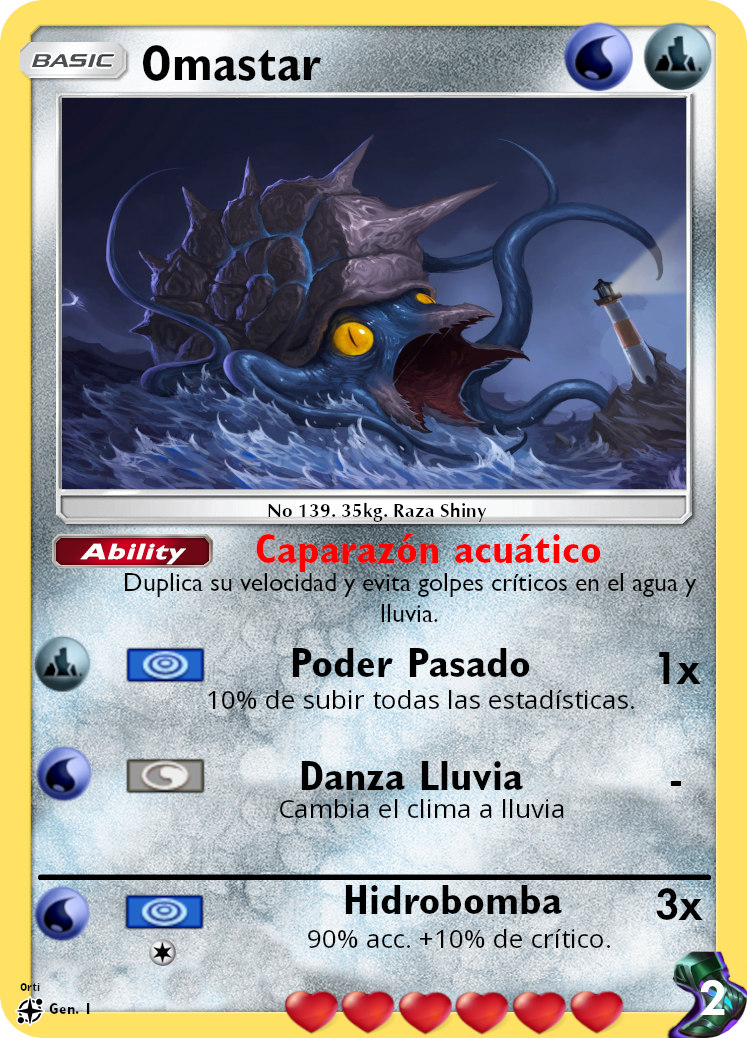 BASIC
Omastar
No 139. 35kg. Raza Shiny
Ability
Caparazón acuático
Duplica su velocidad y evita golpes críticos en el agua y
lluvia.
Poder Pasado
1x
10% de subir todas las estadísticas.
Danza Lluvia
-
Cambia el clima a lluvia
Hidrobomba
3x
90% acc. +10% de crítico.
Orti
Gen. I
2